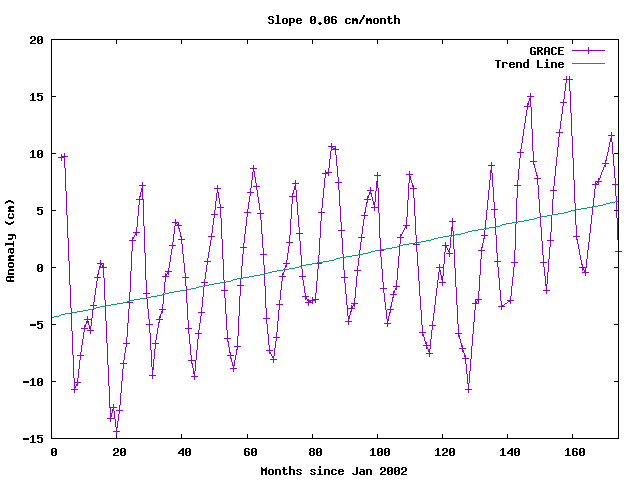 Slope 0.06 cm/month
GRACE
Trend Line
20
15
10
5
0
-5
-10
-15
Anomaly (cm)
0 20 40 60 80 100 120 140 160
Months since Jan 2002